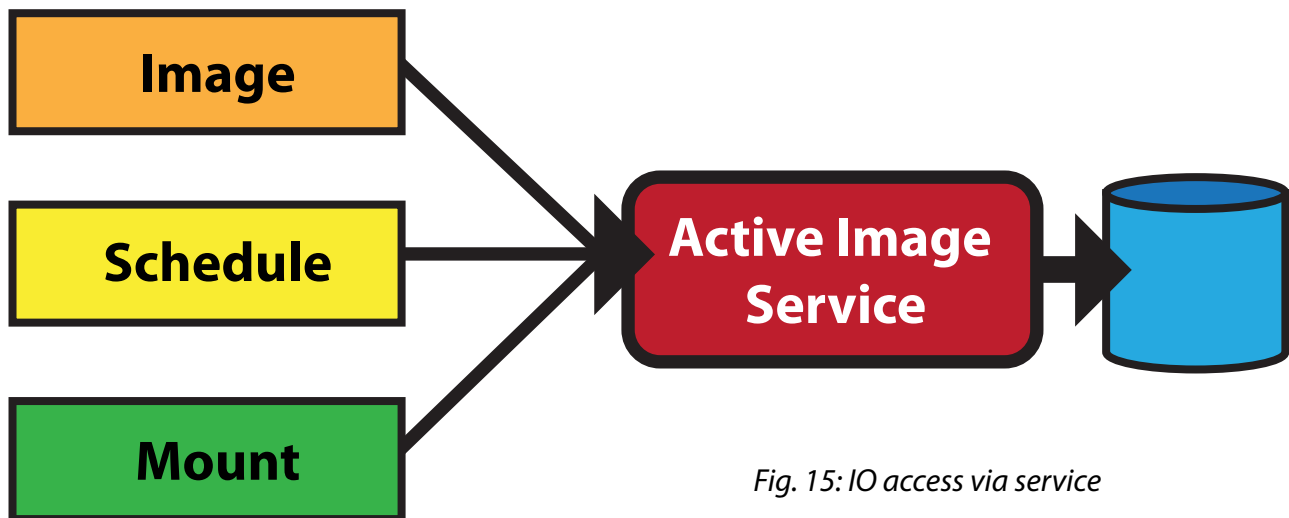 Image
Schedule
Mount
Active Image
Service
Fig. 15: IO access via service